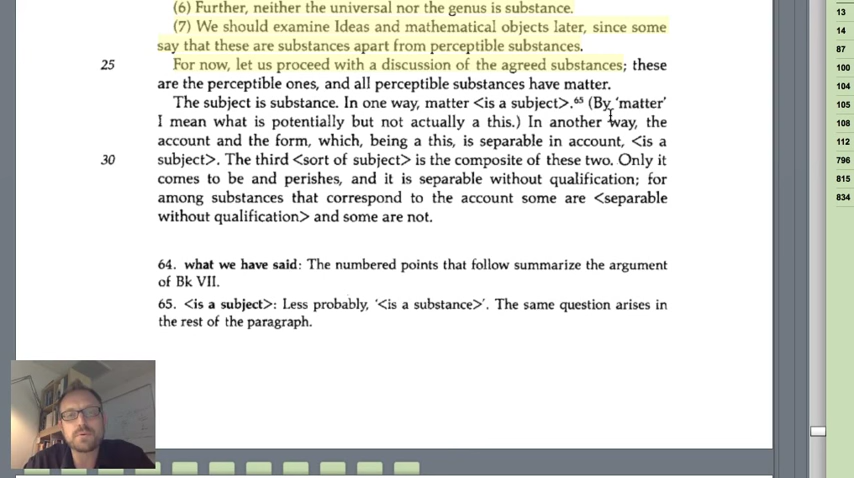 (6) Further, neither the universal nor the genus is substance.
(7) We should examine Ideas and mathematical objects later, since some
say that these are substances apart from perceptible substances.
25 For now, let us proceed with a discussion of the agreed substances; these
are the perceptible ones, and all perceptible substances have matter.
The subject is substance. In one way, matter <is a subject>.⁶⁵ (By 'matter'
I mean what is potentially but not actually a this.) In another way, the
account and the form, which, being a this, is separable in account, <is a
30 subject>. The third <sort of subject> is the composite of these two. Only it
comes to be and perishes, and it is separable without qualification; for
among substances that correspond to the account some are <separable
without qualification> and some are not.
64. what we have said: The numbered points that follow summarize the argument
of Bk VII.
65. <is a subject>: Less probably, '<is a substance>'. The same question arises in
the rest of the paragraph.
13
14
87
100
104
105
108
112
796
815
834